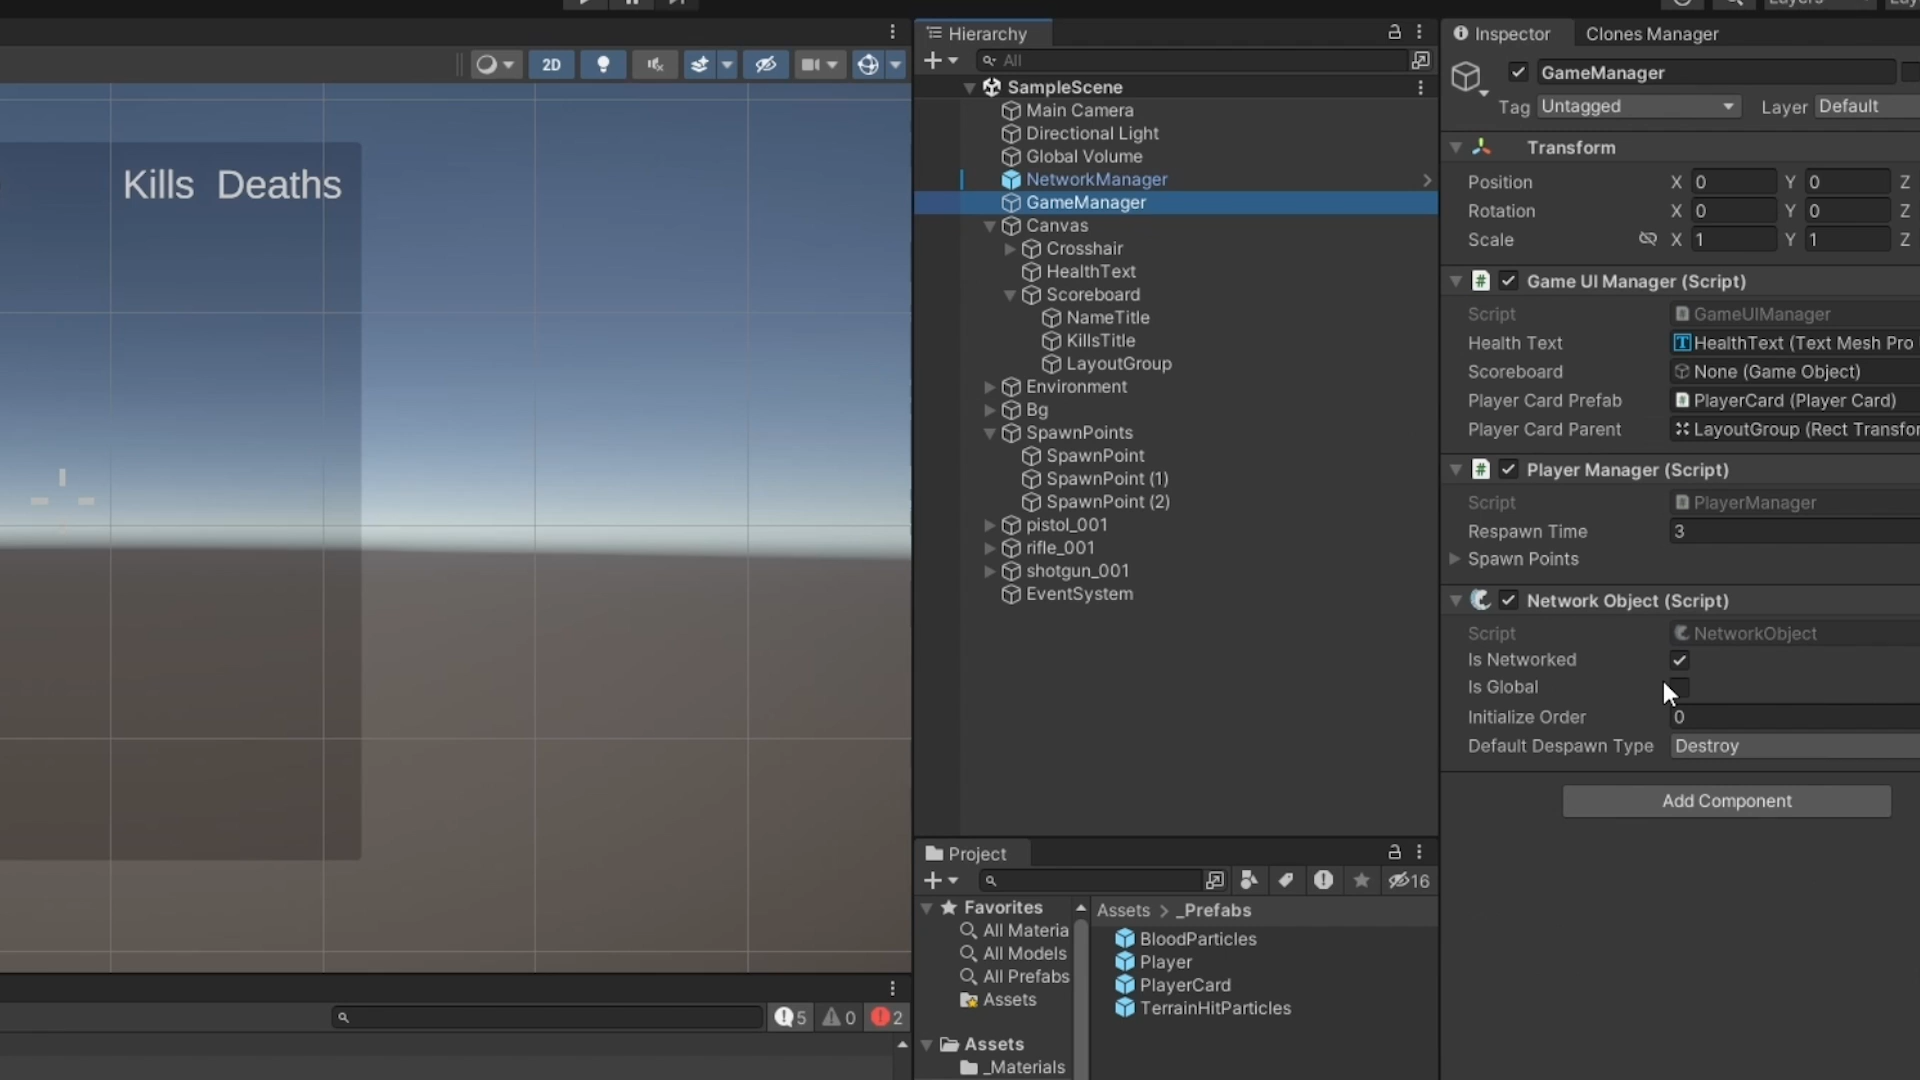 Layers
Lay
Hierarchy
Inspector
Clones Manager
2D
All
GameManager
SampleScene
Main Camera
Tag Untagged
Layer Default
Directional Light
Global Volume
Transform
Kills Deaths
NetworkManager
Position X 0 Y 0 Z
GameManager
Rotation X 0 Y 0 Z
Canvas
Scale X 1 Y 1 Z
Crosshair
HealthText
Game UI Manager (Script)
Scoreboard
Script GameUIManager
NameTitle
Health Text HealthText (Text Mesh Pro
KillsTitle
Scoreboard None (Game Object)
LayoutGroup
Player Card Prefab PlayerCard (Player Card)
Environment
Player Card Parent LayoutGroup (Rect Transfor
Bg
SpawnPoints
Player Manager (Script)
SpawnPoint
Script PlayerManager
SpawnPoint (1)
Respawn Time 3
SpawnPoint (2)
Spawn Points
pistol_001
rifle_001
Network Object (Script)
shotgun_001
Script NetworkObject
EventSystem
Is Networked
Is Global
Initialize Order 0
Default Despawn Type Destroy
Add Component
Project
16
Favorites
Assets > _Prefabs
All Materia
BloodParticles
All Models
Player
All Prefabs
PlayerCard
Assets
TerrainHitParticles
5 0 2
Assets
_Materials